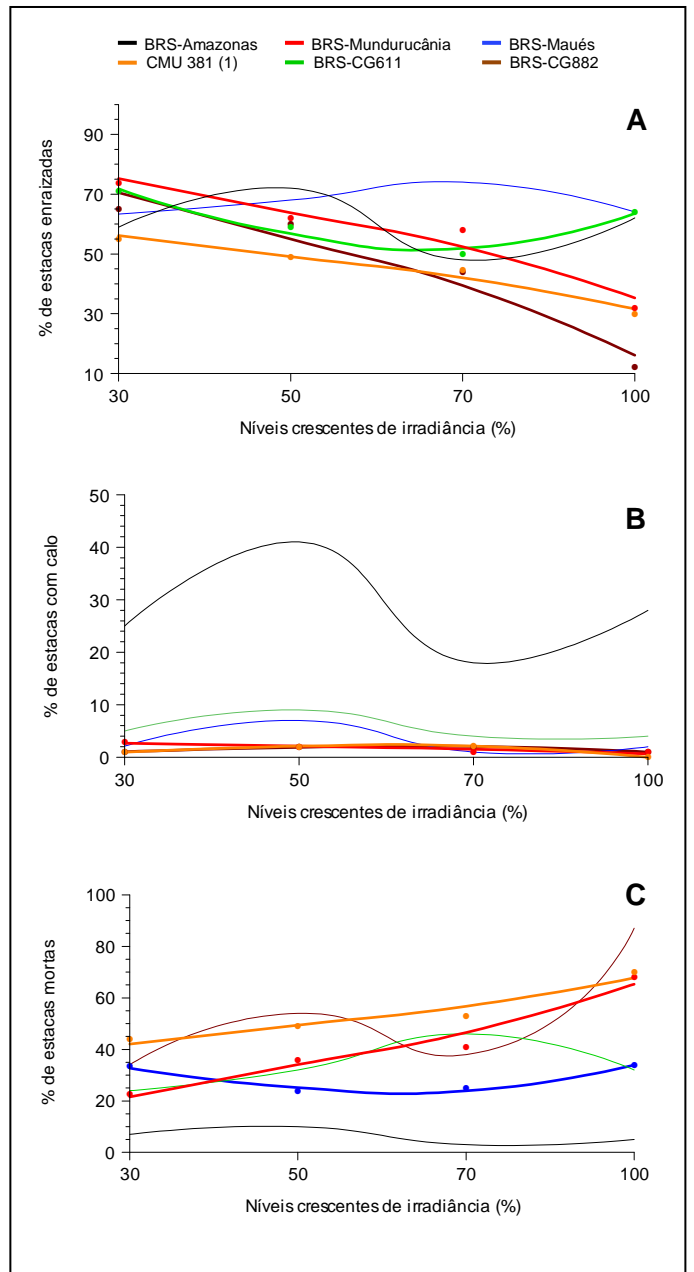 BRS-Amazonas BRS-Mundurucânia BRS-Maués
CMU 381 (1) BRS-CG611 BRS-CG882
A
% de estacas enraizadas
90
70
50
30
10
30 50 70 100
Níveis crescentes de irradiância (%)
B
% de estacas com calo
50
40
30
20
10
0
30 50 70 100
Níveis crescentes de irradiância (%)
C
% de estacas mortas
100
80
60
40
20
0
30 50 70 100
Níveis crescentes de irradiância (%)